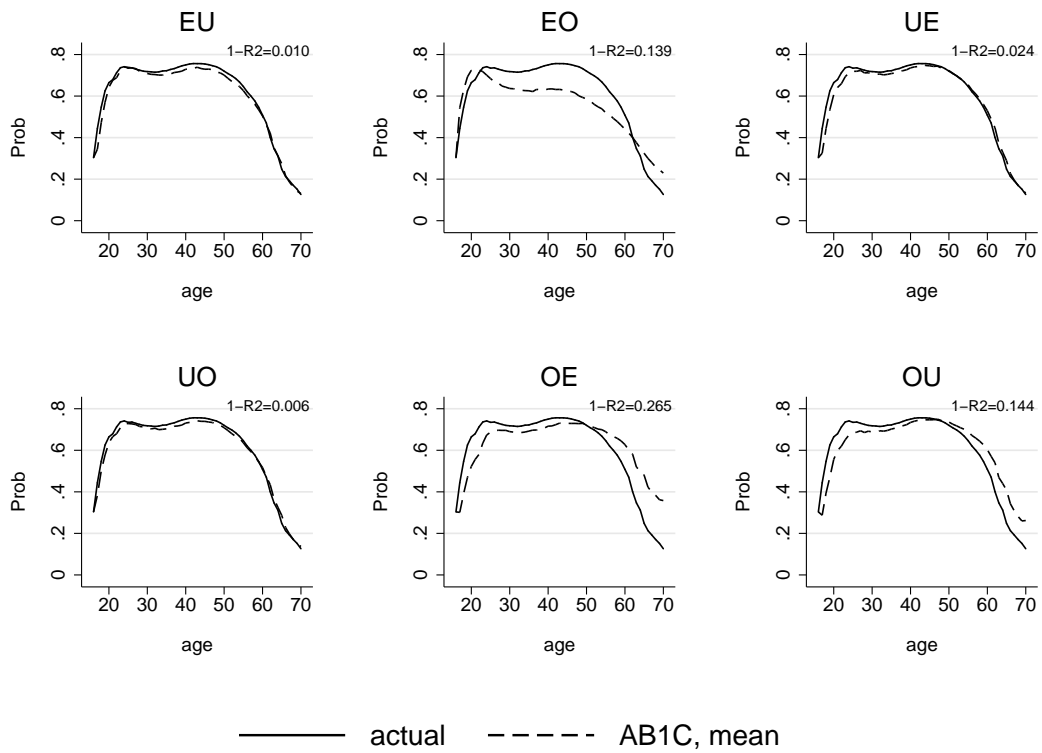 EU
1−R2=0.010
Prob
0 .2 .4 .6 .8
20 30 40 50 60 70
age
EO
1−R2=0.139
Prob
0 .2 .4 .6 .8
20 30 40 50 60 70
age
UE
1−R2=0.024
Prob
0 .2 .4 .6 .8
20 30 40 50 60 70
age
UO
1−R2=0.006
Prob
0 .2 .4 .6 .8
20 30 40 50 60 70
age
OE
1−R2=0.265
Prob
0 .2 .4 .6 .8
20 30 40 50 60 70
age
OU
1−R2=0.144
Prob
0 .2 .4 .6 .8
20 30 40 50 60 70
age
actual AB1C, mean